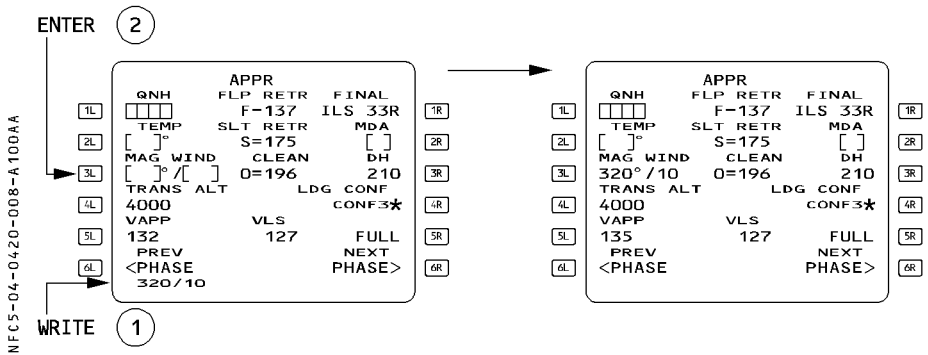 ENTER 2
APPR
QNH FLP RETR FINAL
1L F-137 ILS 33R 1R
TEMP SLT RETR MDA
2L [ ]° S=175 [ ] 2R
MAG WIND CLEAN DH
3L [ ]°/[ ] O=196 210 3R
TRANS ALT LDG CONF
4L 4000 CONF3* 4R
VAPP VLS
5L 132 127 FULL 5R
PREV NEXT
6L <PHASE PHASE> 6R
320/10
WRITE 1
APPR
QNH FLP RETR FINAL
1L F-137 ILS 33R 1R
TEMP SLT RETR MDA
2L [ ]° S=175 [ ] 2R
MAG WIND CLEAN DH
3L 320°/10 O=196 210 3R
TRANS ALT LDG CONF
4L 4000 CONF3* 4R
VAPP VLS
5L 135 127 FULL 5R
PREV NEXT
6L <PHASE PHASE> 6R
NFC5-04-0420-008-A100AA